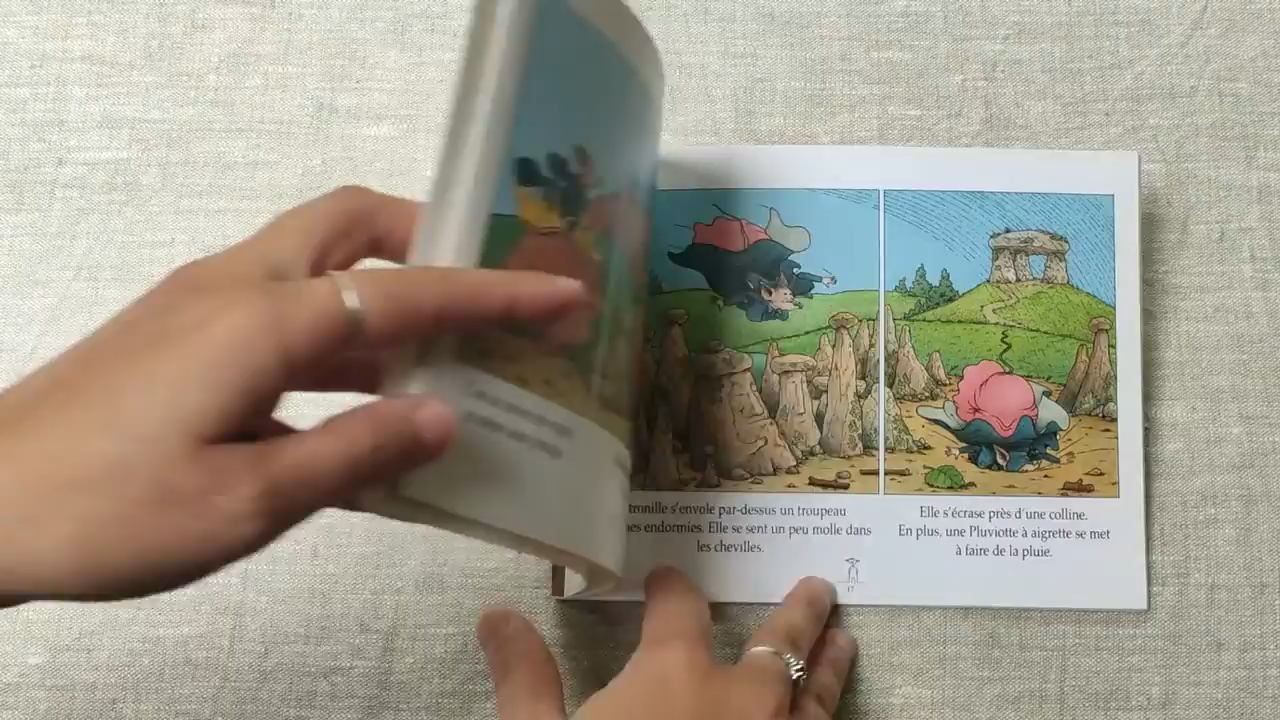 tronille s'envole par-dessus un troupeau
es endormies. Elle se sent un peu molle dans
les chevilles.
17
Elle s'écrase près d'une colline.
En plus, une Pluviotte à aigrette se met
à faire de la pluie.